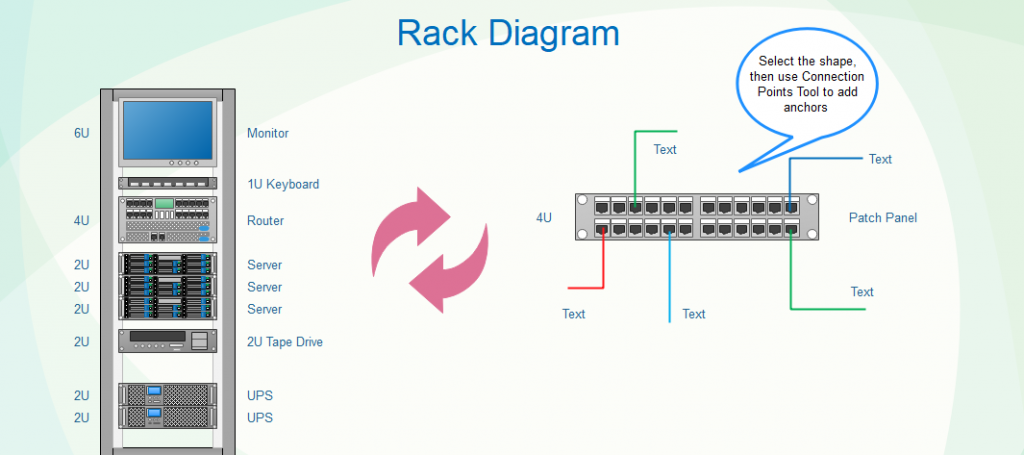 Rack Diagram
Select the shape,
then use Connection
Points Tool to add
anchors
6U Monitor
1U Keyboard
4U Router
2U Server
2U Server
2U Server
2U 2U Tape Drive
2U UPS
2U UPS
Text
Text
4U Patch Panel
Text
Text
Text